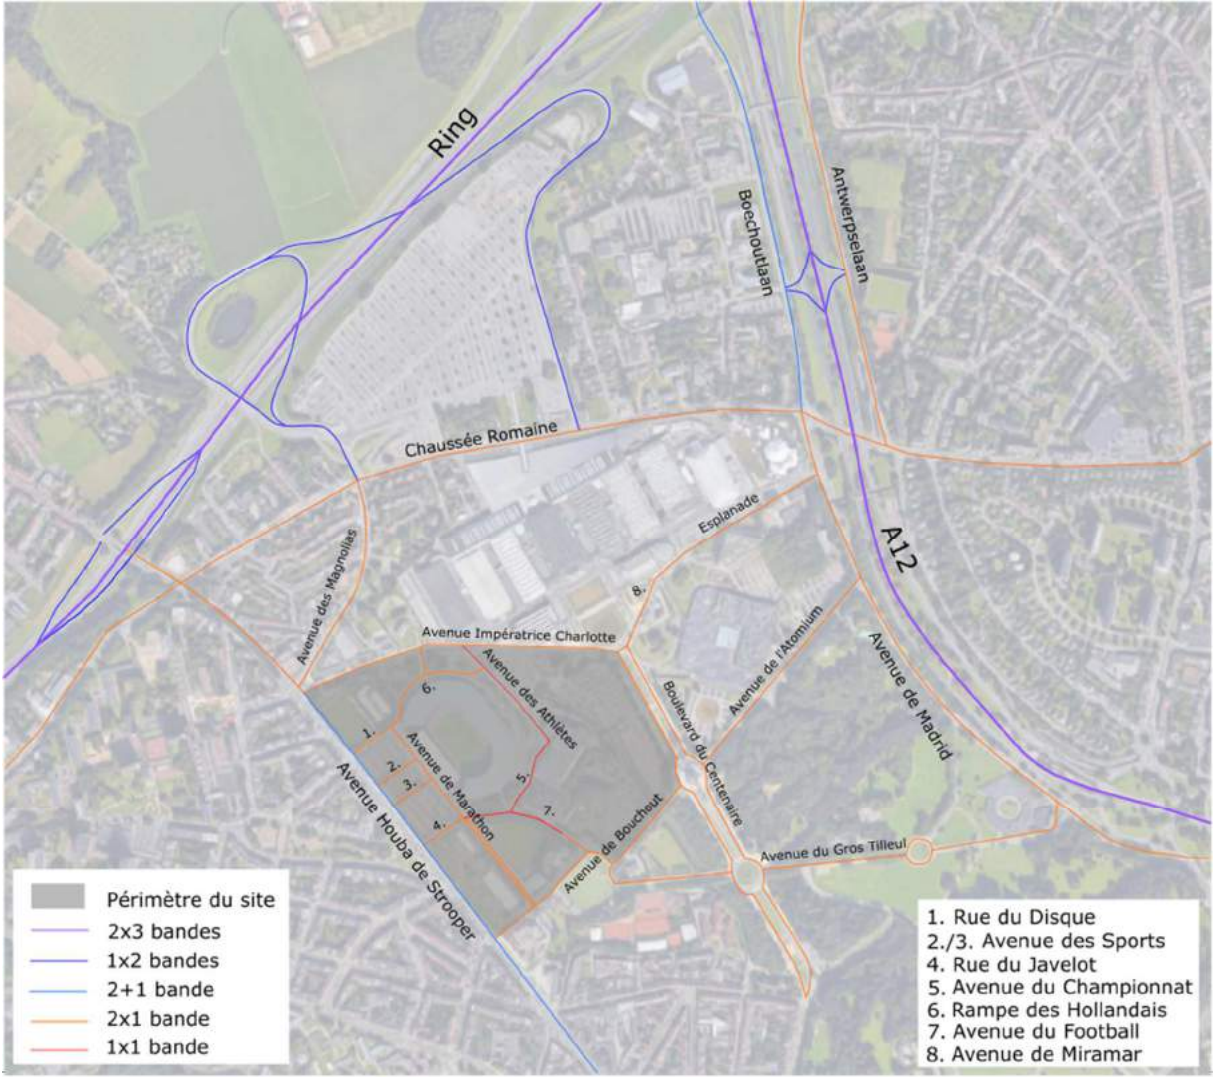 Ring
Antwerpselaan
Boechoutlaan
Chaussée Romaine
Esplanade
A12
Avenue des Magnolias
8.
Avenue Impératrice Charlotte
Avenue de l'Atomium
Avenue de Madrid
Avenue des Athlètes
6.
Boulevard du Centenaire
1.
Avenue de Marathon
2.
3.
5.
7.
4.
Avenue Houba de Strooper
Avenue de Bouchout
Avenue du Gros Tilleul
Périmètre du site
2x3 bandes
1x2 bandes
2+1 bande
2x1 bande
1x1 bande
1. Rue du Disque
2./3. Avenue des Sports
4. Rue du Javelot
5. Avenue du Championnat
6. Rampe des Hollandais
7. Avenue du Football
8. Avenue de Miramar